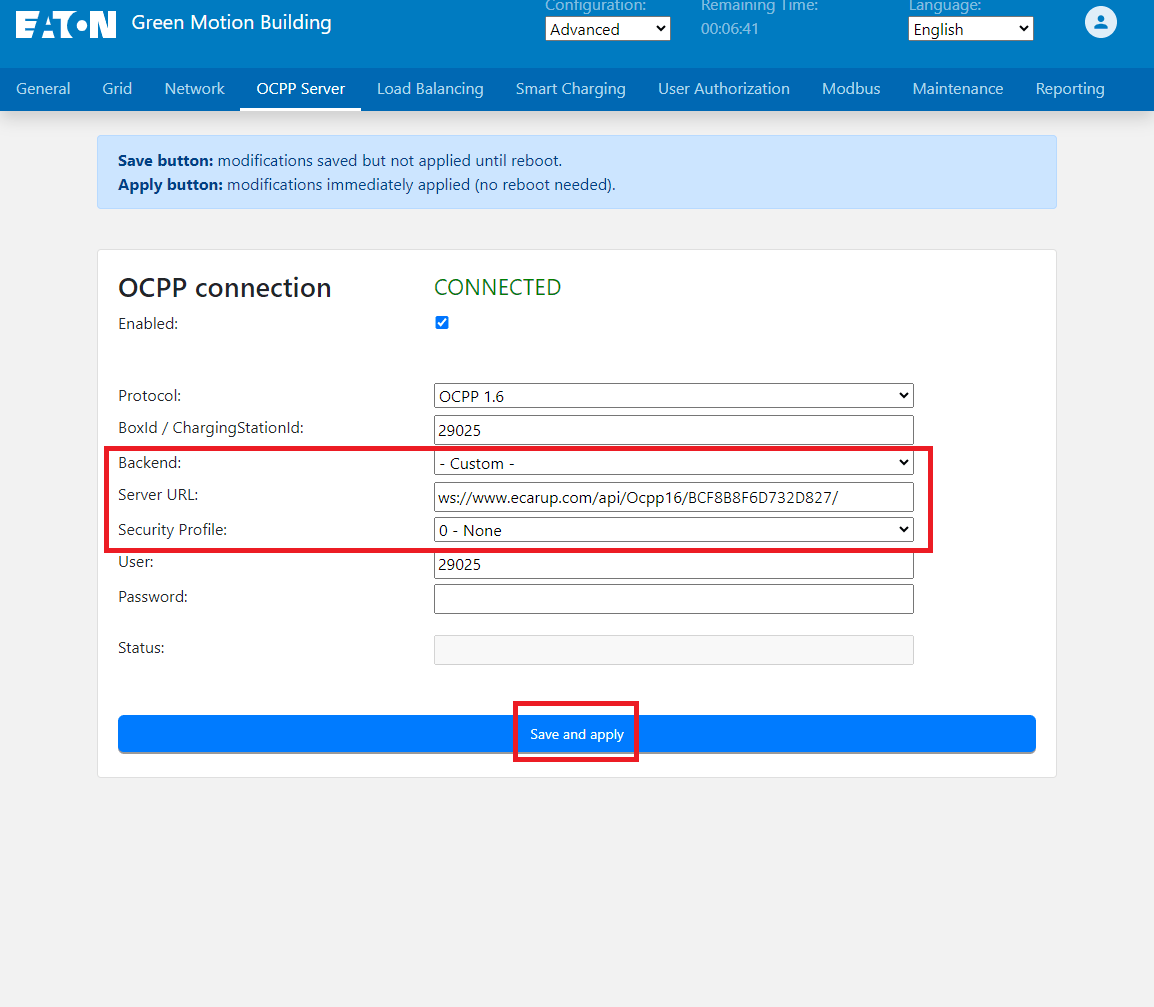 EATON Green Motion Building
Configuration: Remaining Time: Language:
Advanced 00:06:41 English
General Grid Network OCPP Server Load Balancing Smart Charging User Authorization Modbus Maintenance Reporting
Save button: modifications saved but not applied until reboot.
Apply button: modifications immediately applied (no reboot needed).
OCPP connection CONNECTED
Enabled:
Protocol: OCPP 1.6
BoxId / ChargingStationId: 29025
Backend: - Custom -
Server URL: ws://www.ecarup.com/api/Ocpp16/BCF8B8F6D732D827/
Security Profile: 0 - None
User: 29025
Password:
Status:
Save and apply